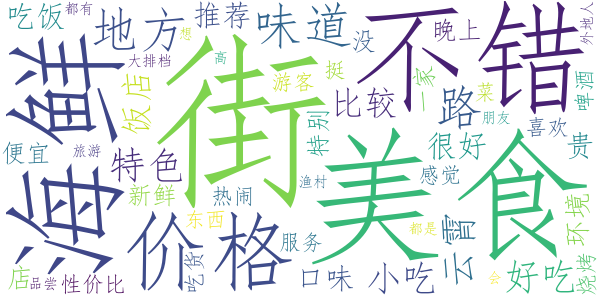 吃饭
都有
地方
推荐
想
味道
没
晚上
不错
外地人
大排档
高
海鲜
饭店
街
游客
挺
一家
菜
啤酒
比较
路
朋友
喜欢
便宜
旅游
特色
特别
很好
贵
美食
感觉
新鲜
热闹
渔村
环境
价格
东西
服务
都是
云霄
店
品尝
性价比
吃货
口味
小吃
会
好吃
烧烤